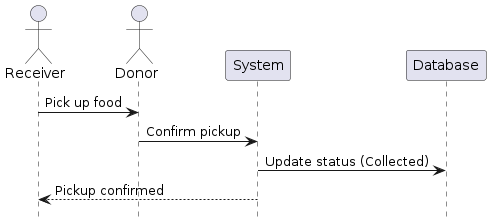 Receiver
Donor
System
Database
Pick up food
Confirm pickup
Update status (Collected)
Pickup confirmed